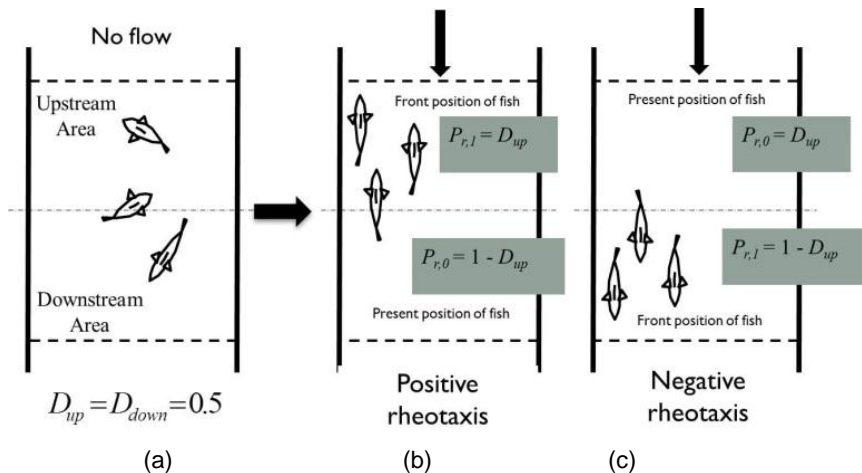 No flow
Upstream
Area
Downstream
Area
D_up = D_down = 0.5
(a)
Front position of fish
P_r,1 = D_up
P_r,0 = 1 - D_up
Present position of fish
Positive
rheotaxis
(b)
Present position of fish
P_r,0 = D_up
P_r,1 = 1 - D_up
Front position of fish
Negative
rheotaxis
(c)